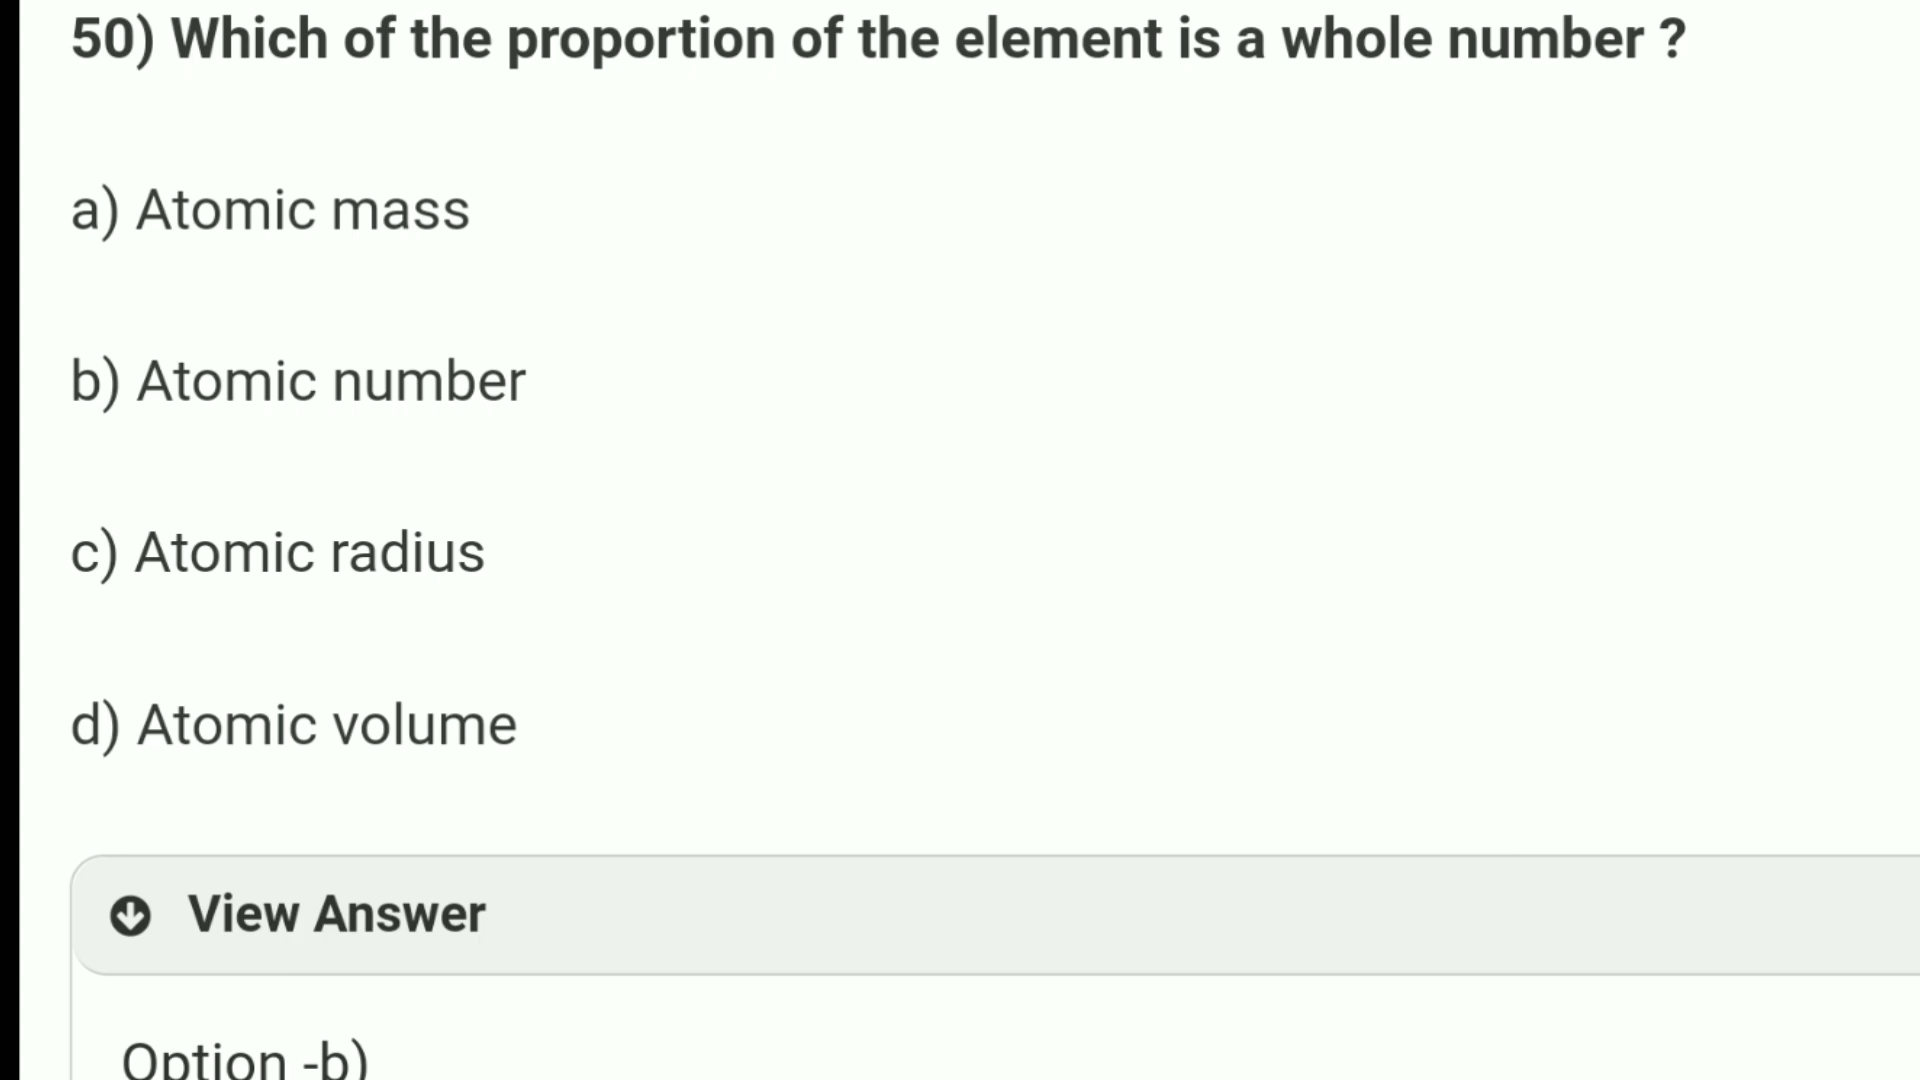 50) Which of the proportion of the element is a whole number ?
a) Atomic mass
b) Atomic number
c) Atomic radius
d) Atomic volume
View Answer
Option -b)